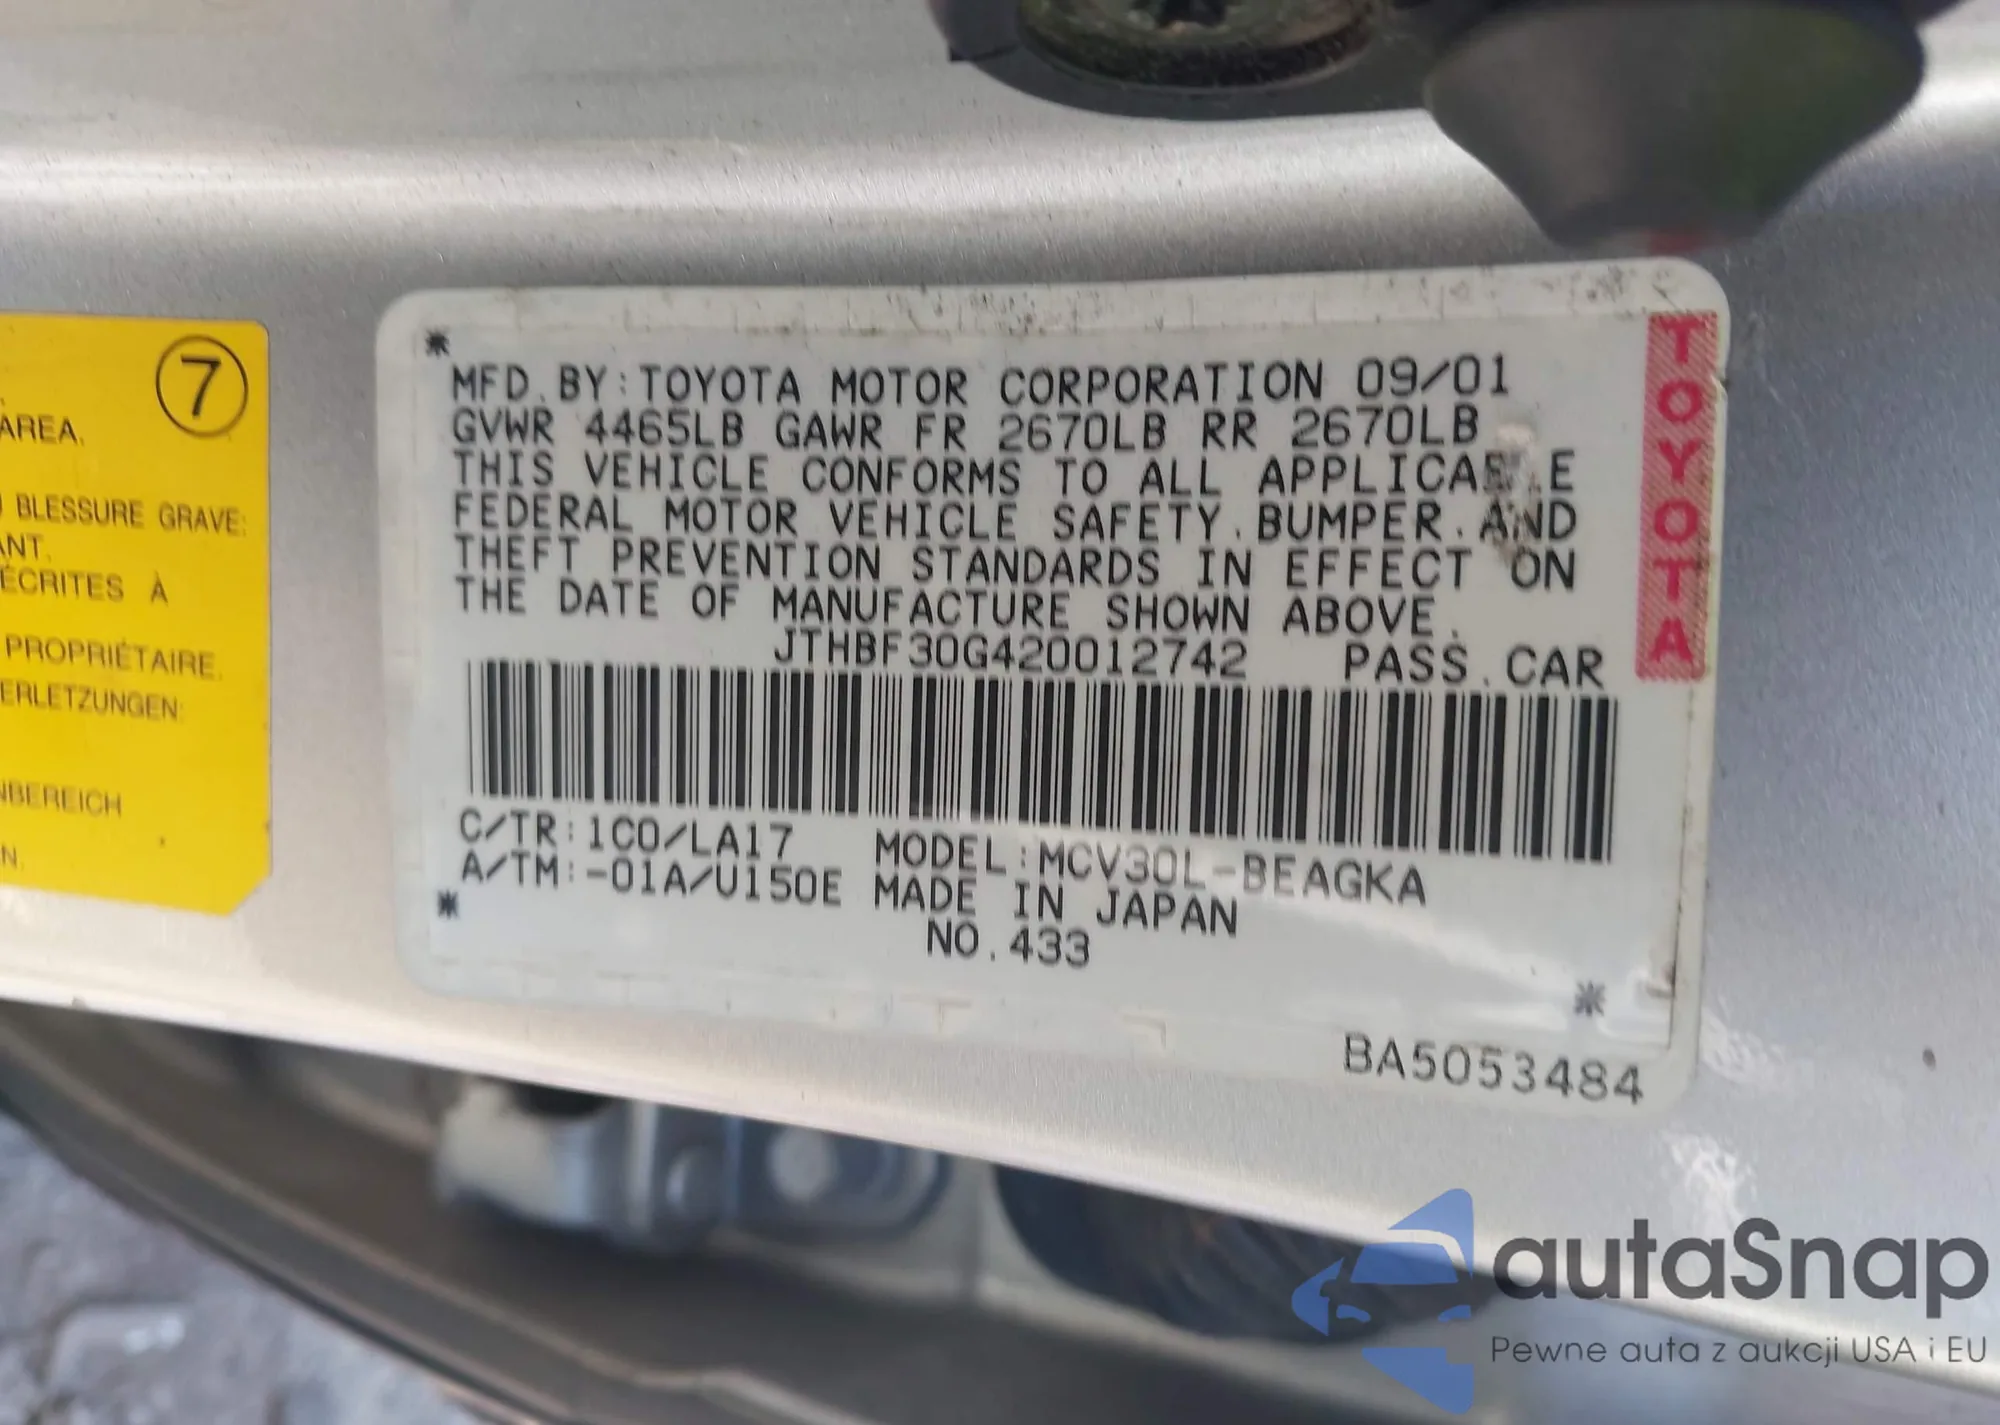 7
AREA.
BLESSURE GRAVE:
ANT.
ÉCRITES À
PROPRIÉTAIRE.
ERLETZUNGEN:
NBEREICH
N.
*
MFD. BY: TOYOTA MOTOR CORPORATION 09/01
GVWR 4465LB GAWR FR 2670LB RR 2670LB
THIS VEHICLE CONFORMS TO ALL APPLICABLE
FEDERAL MOTOR VEHICLE SAFETY. BUMPER. AND
THEFT PREVENTION STANDARDS IN EFFECT ON
THE DATE OF MANUFACTURE SHOWN ABOVE.
JTHBF30G420012742 PASS. CAR
C/TR: 1C0/LA17 MODEL: MCV30L-BEAGKA
A/TM: -01A/U150E MADE IN JAPAN
* NO. 433
*
BA5053484
TOYOTA
autaSnap
Pewne auta z aukcji USA i EU